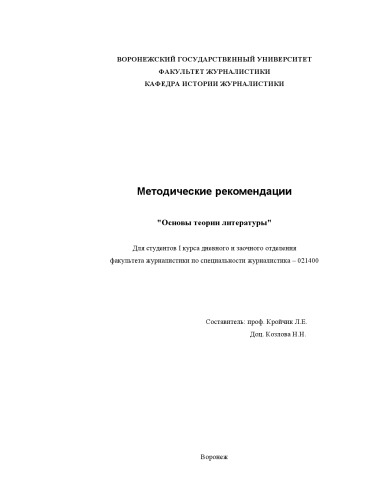 ВОРОНЕЖСКИЙ ГОСУДАРСТВЕННЫЙ УНИВЕРСИТЕТ
ФАКУЛЬТЕТ ЖУРНАЛИСТИКИ
КАФЕДРА ИСТОРИИ ЖУРНАЛИСТИКИ
Методические рекомендации
"Основы теории литературы"
Для студентов I курса дневного и заочного отделения
факультета журналистики по специальности журналистика – 021400
Составитель: проф. Кройчик Л.Е.
Доц. Козлова Н.Н.
Воронеж